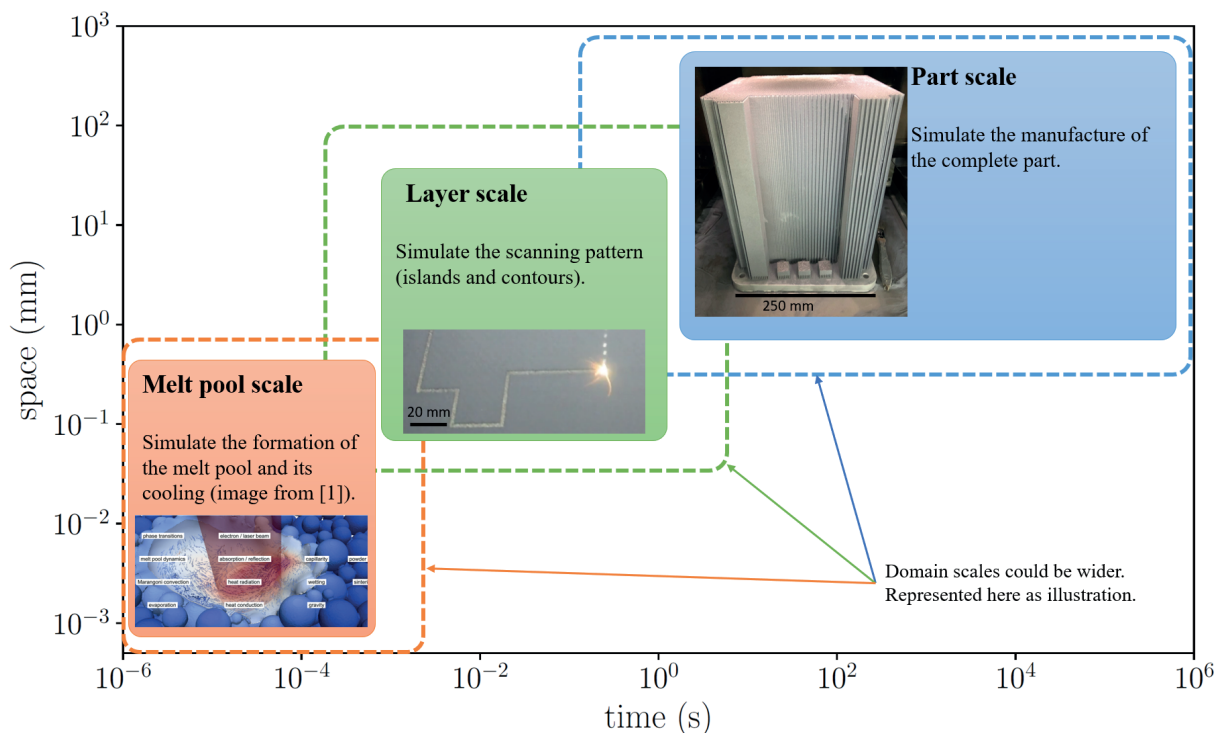 10^3
10^2
10^1
10^0
10^−1
10^−2
10^−3
space (mm)
Part scale
Simulate the manufacture of
the complete part.
250 mm
Layer scale
Simulate the scanning pattern
(islands and contours).
20 mm
Melt pool scale
Simulate the formation of
the melt pool and its
cooling (image from [1]).
phase transitions
electron / laser beam
melt pool dynamics
absorption / reflection
capillarity
powder
Marangoni convection
heat radiation
wetting
sinter
evaporation
heat conduction
gravity
Domain scales could be wider.
Represented here as illustration.
10^−6
10^−4
10^−2
10^0
10^2
10^4
10^6
time (s)